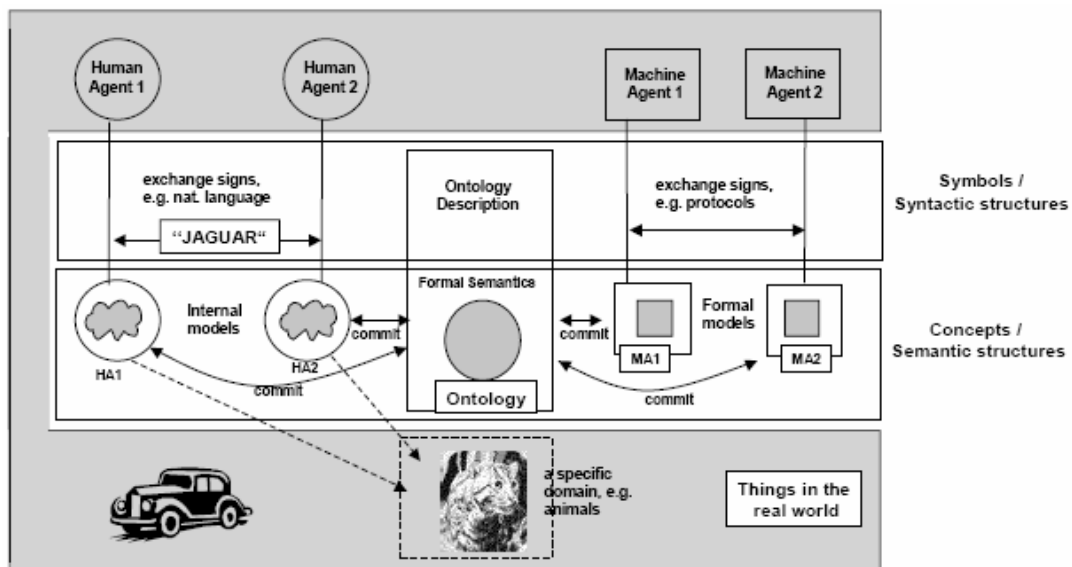 Human
Agent 1
Human
Agent 2
Machine
Agent 1
Machine
Agent 2
exchange signs,
e.g. nat. language
"JAGUAR"
Ontology
Description
exchange signs,
e.g. protocols
Symbols /
Syntactic structures
Internal
models
HA1
HA2
commit
commit
Formal Semantics
Ontology
commit
commit
Formal
models
MA1
MA2
Concepts /
Semantic structures
a specific
domain, e.g.
animals
Things in the
real world